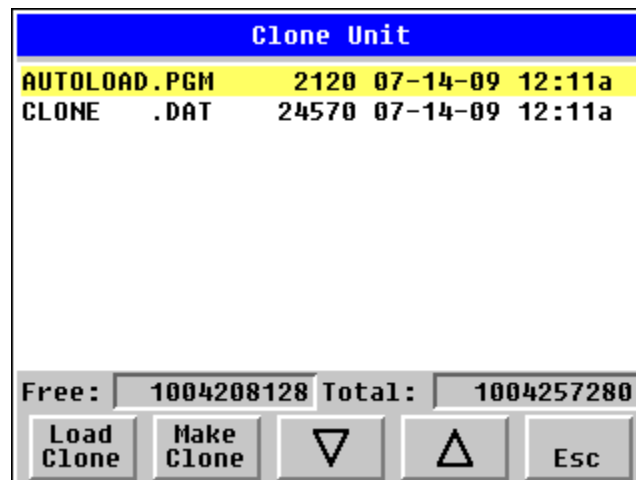 Clone Unit
AUTOLOAD.PGM 2120 07-14-09 12:11a
CLONE .DAT 24570 07-14-09 12:11a
Free: 1004208128 Total: 1004257280
Load Clone Make Clone Esc